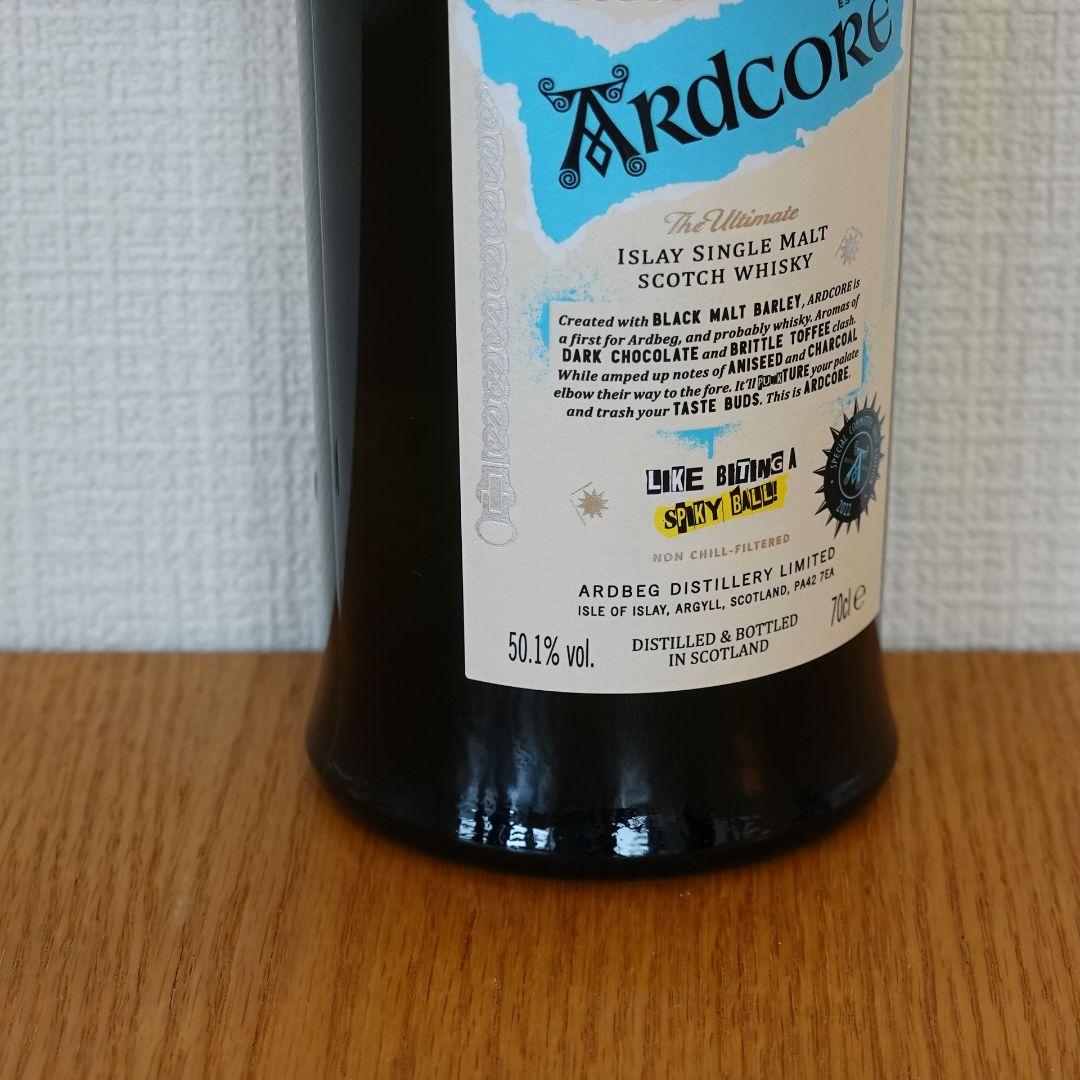 ARDCORE
The Ultimate
ISLAY SINGLE MALT
SCOTCH WHISKY
Created with BLACK MALT BARLEY, ARDCORE is
a first for Ardbeg, and probably whisky. Aromas of
DARK CHOCOLATE and BRITTLE TOFFEE clash.
While amped up notes of ANISEED and CHARCOAL
elbow their way to the fore. It'll PUNKTURE your palate
and trash your TASTE BUDS. This is ARDCORE.
LIKE BITING A
SPIKY BALL!
SPECIAL COMMITTEE
2022
NON CHILL-FILTERED
ARDBEG DISTILLERY LIMITED
ISLE OF ISLAY, ARGYLL, SCOTLAND, PA42 7EA
50.1% vol.
DISTILLED & BOTTLED
IN SCOTLAND
70cl e